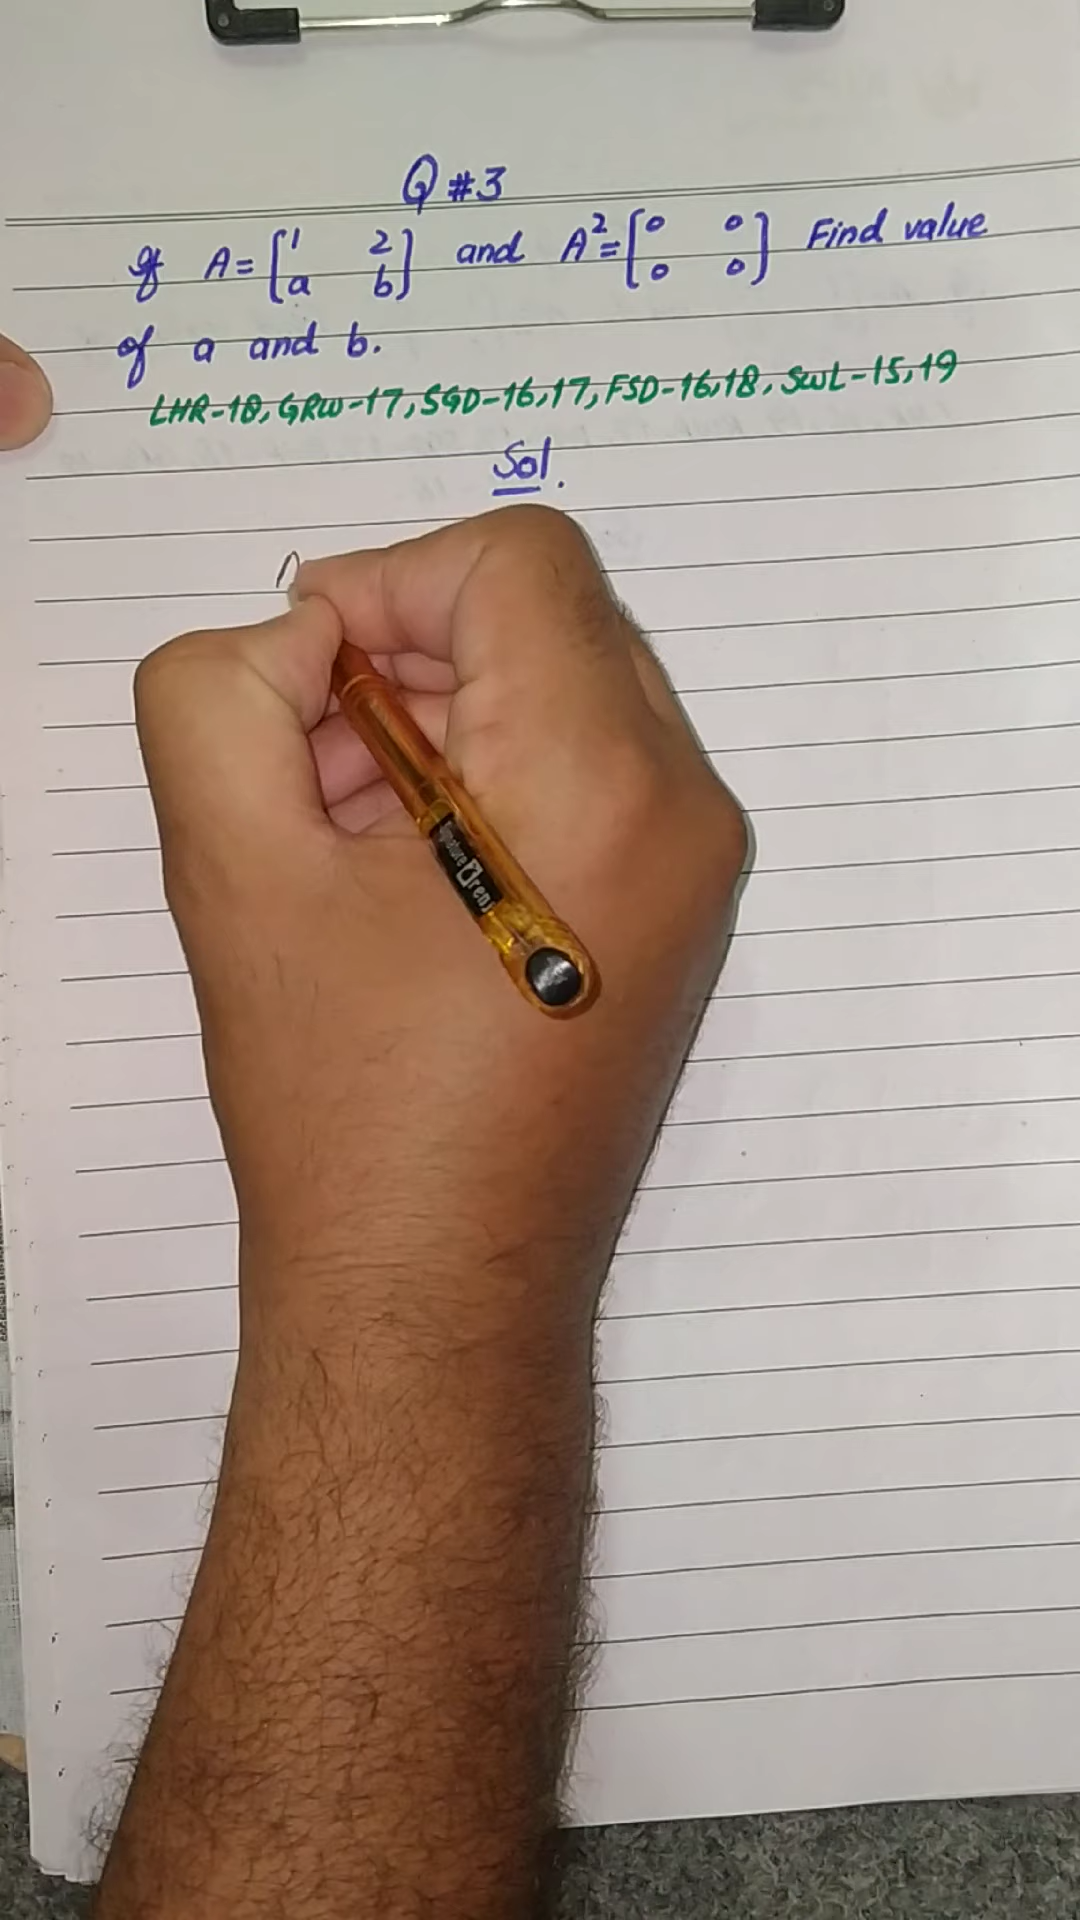 Q #3
If A = [1 2] and A² = [0 0] Find value
[a b] [0 0]
of a and b.
LHR-18, GRW-17, SGD-16,17, FSD-16,18, SWL-15,19
Sol.
Signature